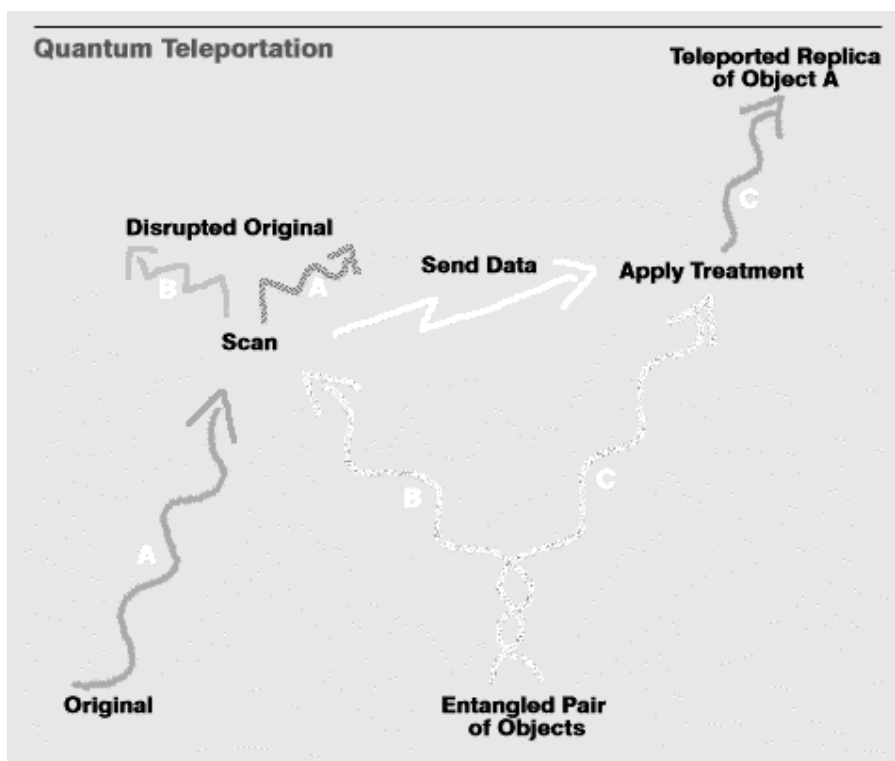 Quantum Teleportation
Teleported Replica
of Object A
C
Disrupted Original
B
A
Send Data
Apply Treatment
Scan
B
C
A
Original
Entangled Pair
of Objects